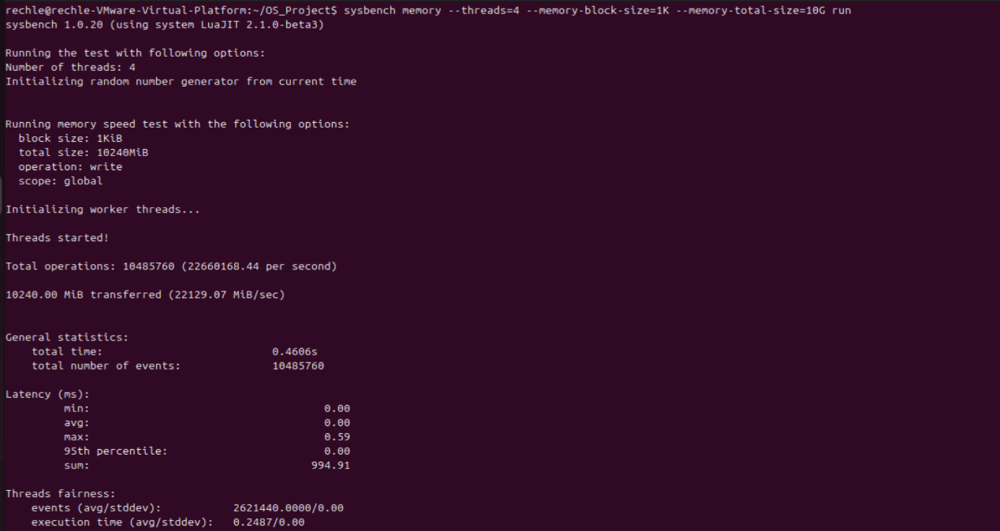 rechle@rechle-VMware-Virtual-Platform:~/OS_Project$ sysbench memory --threads=4 --memory-block-size=1K --memory-total-size=10G run
sysbench 1.0.20 (using system LuaJIT 2.1.0-beta3)
Running the test with following options:
Number of threads: 4
Initializing random number generator from current time
Running memory speed test with the following options:
block size: 1KiB
total size: 10240MiB
operation: write
scope: global
Initializing worker threads...
Threads started!
Total operations: 10485760 (22660168.44 per second)
10240.00 MiB transferred (22129.07 MiB/sec)
General statistics:
total time: 0.4606s
total number of events: 10485760
Latency (ms):
min: 0.00
avg: 0.00
max: 0.59
95th percentile: 0.00
sum: 994.91
Threads fairness:
events (avg/stddev): 2621440.0000/0.00
execution time (avg/stddev): 0.2487/0.00